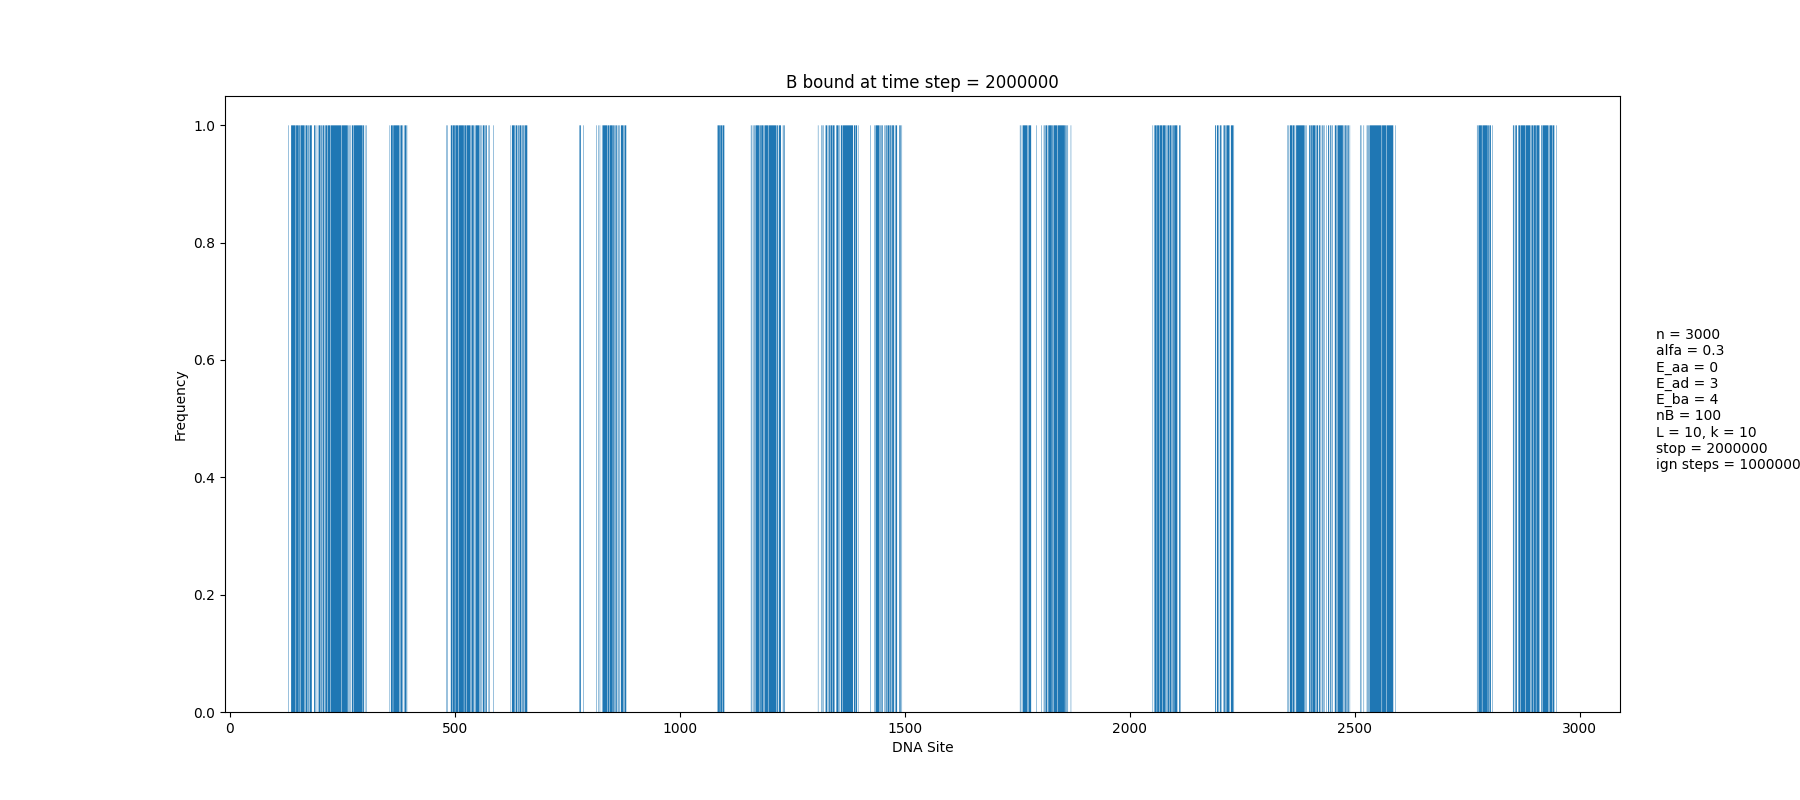 B bound at time step = 2000000
1.0
0.8
0.6
0.4
0.2
0.0
Frequency
0 500 1000 1500 2000 2500 3000
DNA Site
n = 3000
alfa = 0.3
E_aa = 0
E_ad = 3
E_ba = 4
nB = 100
L = 10, k = 10
stop = 2000000
ign steps = 1000000